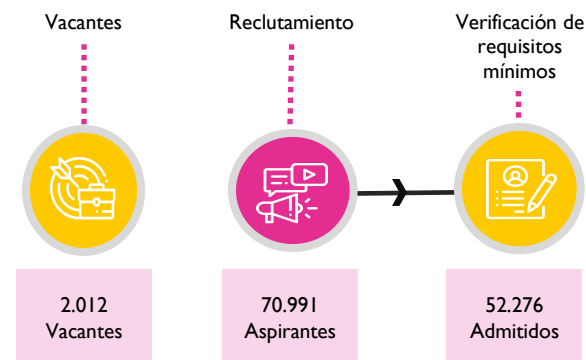 Vacantes
Reclutamiento
Verificación de
requisitos
mínimos
2.012
Vacantes
70.991
Aspirantes
52.276
Admitidos